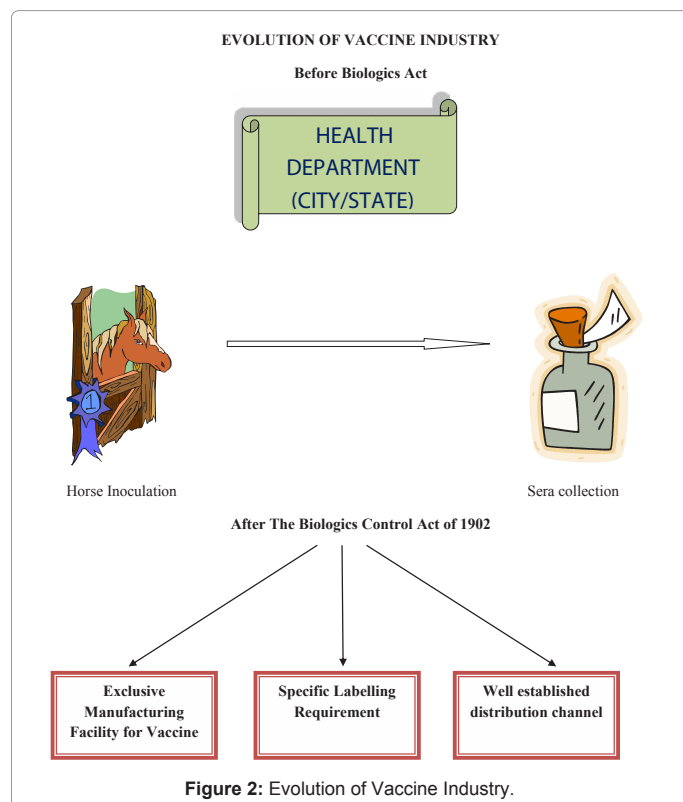 EVOLUTION OF VACCINE INDUSTRY
Before Biologics Act
HEALTH
DEPARTMENT
(CITY/STATE)
1
Horse Inoculation
Sera collection
After The Biologics Control Act of 1902
Exclusive
Manufacturing
Facility for Vaccine
Specific Labelling
Requirement
Well established
distribution channel
Figure 2: Evolution of Vaccine Industry.